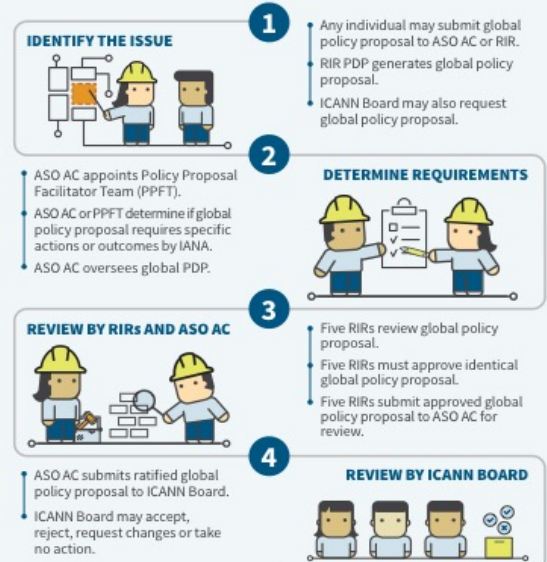 1
IDENTIFY THE ISSUE
Any individual may submit global
policy proposal to ASO AC or RIR.
RIR PDP generates global policy
proposal.
ICANN Board may also request
global policy proposal.
2
DETERMINE REQUIREMENTS
ASO AC appoints Policy Proposal
Facilitator Team (PPFT).
ASO AC or PPFT determine if global
policy proposal requires specific
actions or outcomes by IANA.
ASO AC oversees global PDP.
3
REVIEW BY RIRs AND ASO AC
Five RIRs review global policy
proposal.
Five RIRs must approve identical
global policy proposal.
Five RIRs submit approved global
policy proposal to ASO AC for
review.
4
REVIEW BY ICANN BOARD
ASO AC submits ratified global
policy proposal to ICANN Board.
ICANN Board may accept,
reject, request changes or take
no action.